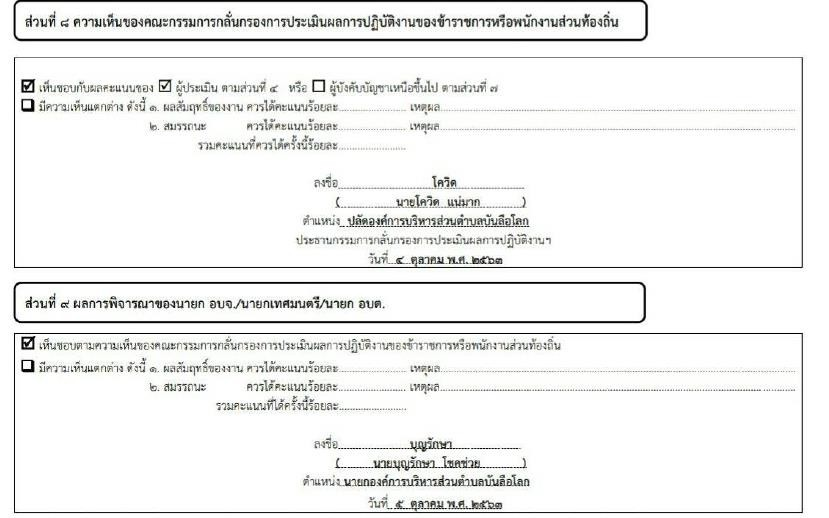 ส่วนที่ ๘ ความเห็นของคณะกรรมการกลั่นกรองการประเมินผลการปฏิบัติงานของข้าราชการหรือพนักงานส่วนท้องถิ่น
☑ เห็นชอบกับผลคะแนนของ ☑ ผู้ประเมิน ตามส่วนที่ ๔ หรือ ☐ ผู้บังคับบัญชาเหนือขึ้นไป ตามส่วนที่ ๗
☐ มีความเห็นแตกต่าง ดังนี้ ๑. ผลสัมฤทธิ์ของงาน ควรได้คะแนนร้อยละ.................... เหตุผล....................
๒. สมรรถนะ ควรได้คะแนนร้อยละ.................... เหตุผล....................
รวมคะแนนที่ควรได้ครั้งนี้ร้อยละ....................
ลงชื่อ โควิด
( นายโควิด แน่มาก )
ตำแหน่ง ปลัดองค์การบริหารส่วนตำบลบันลือโลก
ประธานกรรมการกลั่นกรองการประเมินผลการปฏิบัติงานฯ
วันที่ ๔ ตุลาคม พ.ศ. ๒๕๖๓
ส่วนที่ ๙ ผลการพิจารณาของนายก อบจ./นายกเทศมนตรี/นายก อบต.
☑ เห็นชอบตามความเห็นของคณะกรรมการกลั่นกรองการประเมินผลการปฏิบัติงานของข้าราชการหรือพนักงานส่วนท้องถิ่น
☐ มีความเห็นแตกต่าง ดังนี้ ๑. ผลสัมฤทธิ์ของงาน ควรได้คะแนนร้อยละ.................... เหตุผล....................
๒. สมรรถนะ ควรได้คะแนนร้อยละ.................... เหตุผล....................
รวมคะแนนที่ได้ครั้งนี้ร้อยละ....................
ลงชื่อ บุญรักษา
( นายบุญรักษา โชคช่วย )
ตำแหน่ง นายกองค์การบริหารส่วนตำบลบันลือโลก
วันที่ ๕ ตุลาคม พ.ศ. ๒๕๖๓